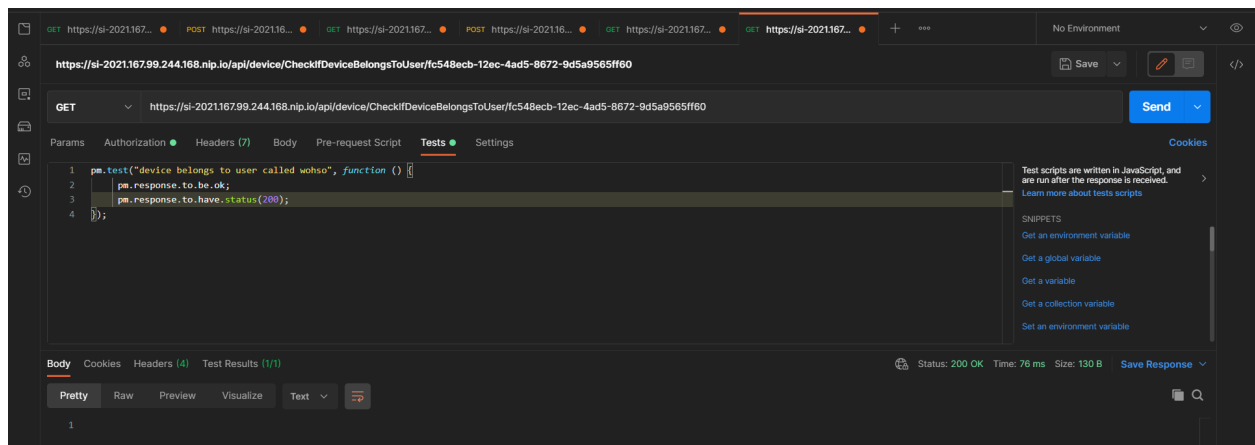 GET https://si-2021.167... POST https://si-2021.16... GET https://si-2021.167... POST https://si-2021.16... GET https://si-2021.167... GET https://si-2021.167... + ooo No Environment
https://si-2021.167.99.244.168.nip.io/api/device/CheckIfDeviceBelongsToUser/fc548ecb-12ec-4ad5-8672-9d5a9565ff60 Save
GET https://si-2021.167.99.244.168.nip.io/api/device/CheckIfDeviceBelongsToUser/fc548ecb-12ec-4ad5-8672-9d5a9565ff60 Send
Params Authorization Headers (7) Body Pre-request Script Tests Settings Cookies
1 pm.test("device belongs to user called wohso", function () {
2 pm.response.to.be.ok;
3 pm.response.to.have.status(200);
4 });
Test scripts are written in JavaScript, and
are run after the response is received.
Learn more about tests scripts
SNIPPETS
Get an environment variable
Get a global variable
Get a variable
Get a collection variable
Set an environment variable
Body Cookies Headers (4) Test Results (1/1) Status: 200 OK Time: 76 ms Size: 130 B Save Response
Pretty Raw Preview Visualize Text
1